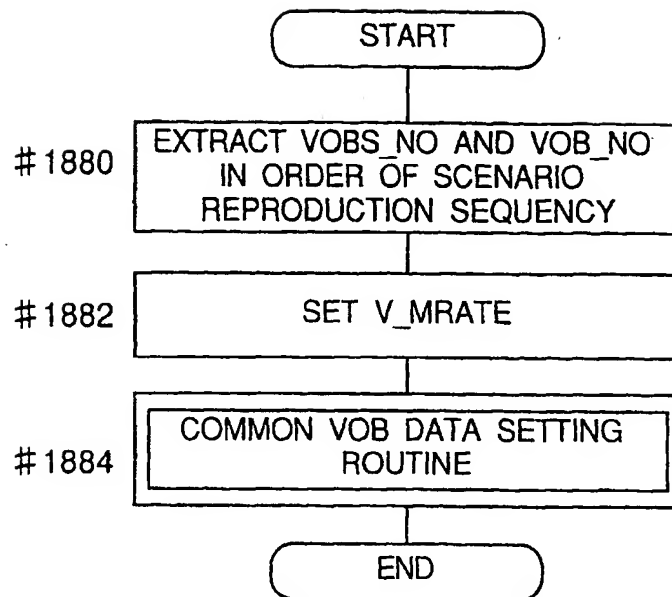 START
#1880
EXTRACT VOBS_NO AND VOB_NO
IN ORDER OF SCENARIO
REPRODUCTION SEQUENCY
#1882
SET V_MRATE
#1884
COMMON VOB DATA SETTING
ROUTINE
END